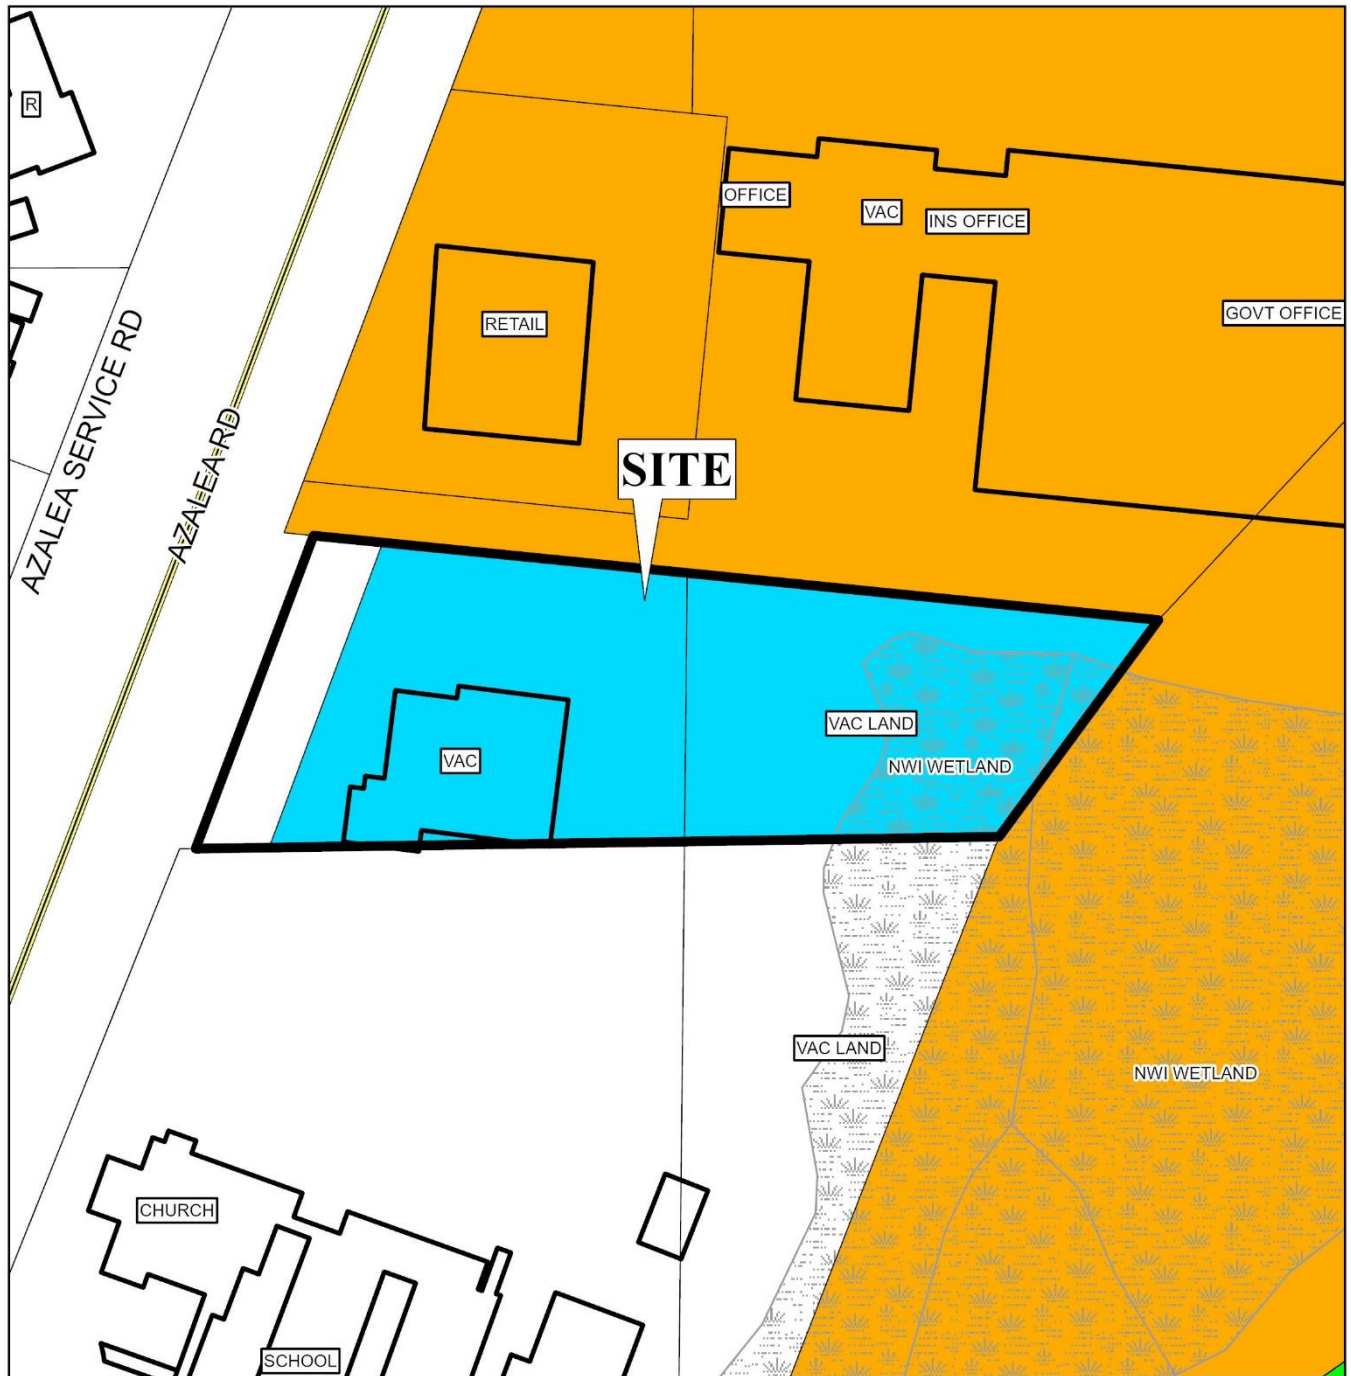 R
OFFICE
VAC
INS OFFICE
GOVT OFFICE
RETAIL
AZALEA SERVICE RD
AZALEA RD
SITE
VAC LAND
VAC
NWI WETLAND
VAC LAND
NWI WETLAND
CHURCH
SCHOOL